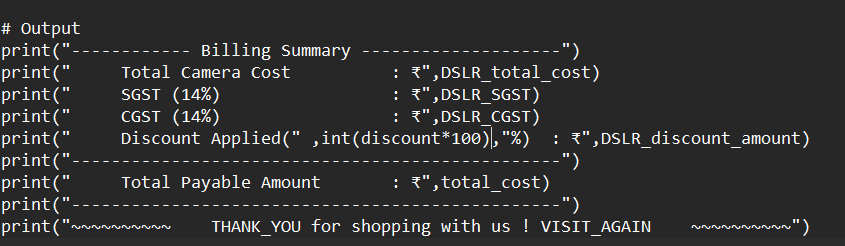 # Output
print("------------ Billing Summary --------------------")
print("     Total Camera Cost          : ₹",DSLR_total_cost)
print("     SGST (14%)                 : ₹",DSLR_SGST)
print("     CGST (14%)                 : ₹",DSLR_CGST)
print("     Discount Applied(" ,int(discount*100),"%)  : ₹",DSLR_discount_amount)
print("-------------------------------------------------")
print("     Total Payable Amount       : ₹",total_cost)
print("-------------------------------------------------")
print("~~~~~~~~~~    THANK_YOU for shopping with us ! VISIT_AGAIN    ~~~~~~~~~~")